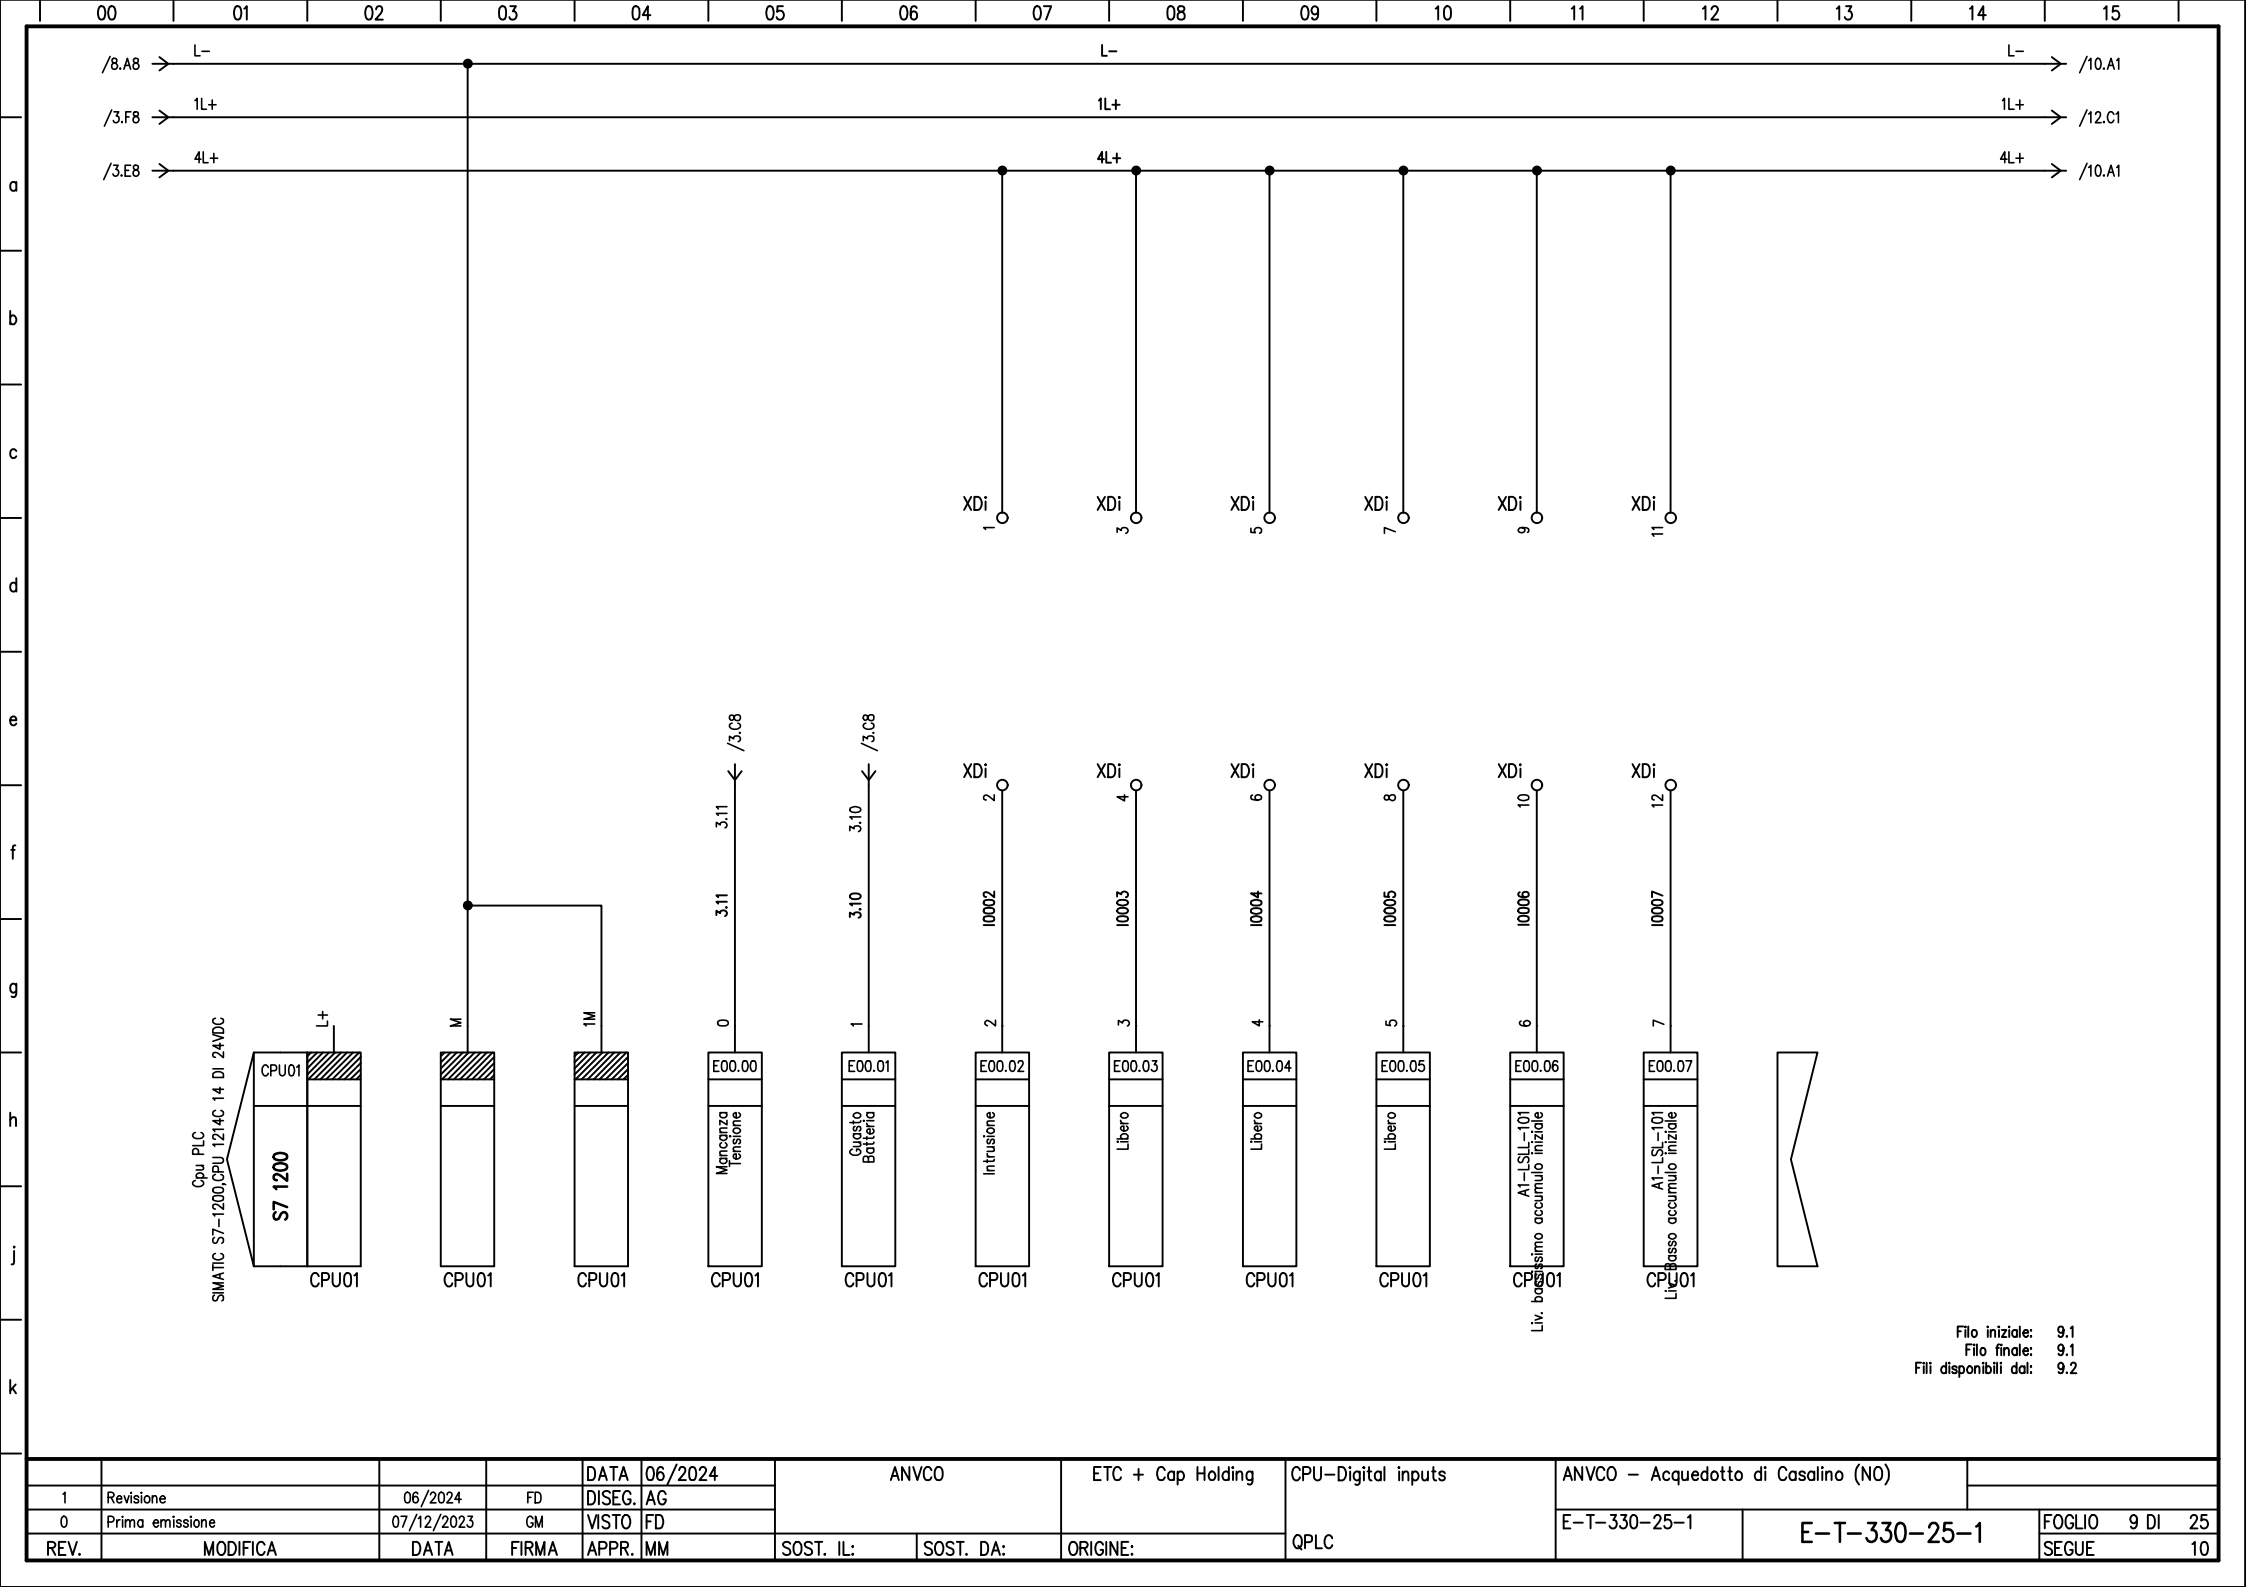 00 01 02 03 04 05 06 07 08 09 10 11 12 13 14 15
/8.A8 L- L- L- /10.A1
/3.F8 1L+ 1L+ 1L+ /12.C1
/3.E8 4L+ 4L+ 4L+ /10.A1
a
b
c
d
e
f
g
h
j
k
XDi XDi XDi XDi XDi XDi
1 3 5 7 9 11
/3.C8 /3.C8
XDi XDi XDi XDi XDi XDi
2 4 6 8 10 12
3.11 3.10
3.11 3.10 I0002 I0003 I0004 I0005 I0006 I0007
L+ M 1M 0 1 2 3 4 5 6 7
Cpu PLC
SIMATIC S7-1200,CPU 1214C 14 DI 24VDC
CPU01
S7 1200
E00.00 E00.01 E00.02 E00.03 E00.04 E00.05 E00.06 E00.07
Mancanza
Tensione
Guasto
Batteria
Intrusione
Libero
Libero
Libero
A1-LSLL-101
Liv. bassissimo accumulo iniziale
A1-LSL-101
Liv. Basso accumulo iniziale
CPU01 CPU01 CPU01 CPU01 CPU01 CPU01 CPU01 CPU01 CPU01 CPU01 CPU01
Filo iniziale: 9.1
Filo finale: 9.1
Fili disponibili dal: 9.2
DATA 06/2024
1 Revisione 06/2024 FD DISEG. AG
0 Prima emissione 07/12/2023 GM VISTO FD
REV. MODIFICA DATA FIRMA APPR. MM
ANVCO
SOST. IL: SOST. DA:
ETC + Cap Holding
ORIGINE:
CPU-Digital inputs
QPLC
ANVCO - Acquedotto di Casalino (NO)
E-T-330-25-1
E-T-330-25-1
FOGLIO 9 DI 25
SEGUE 10